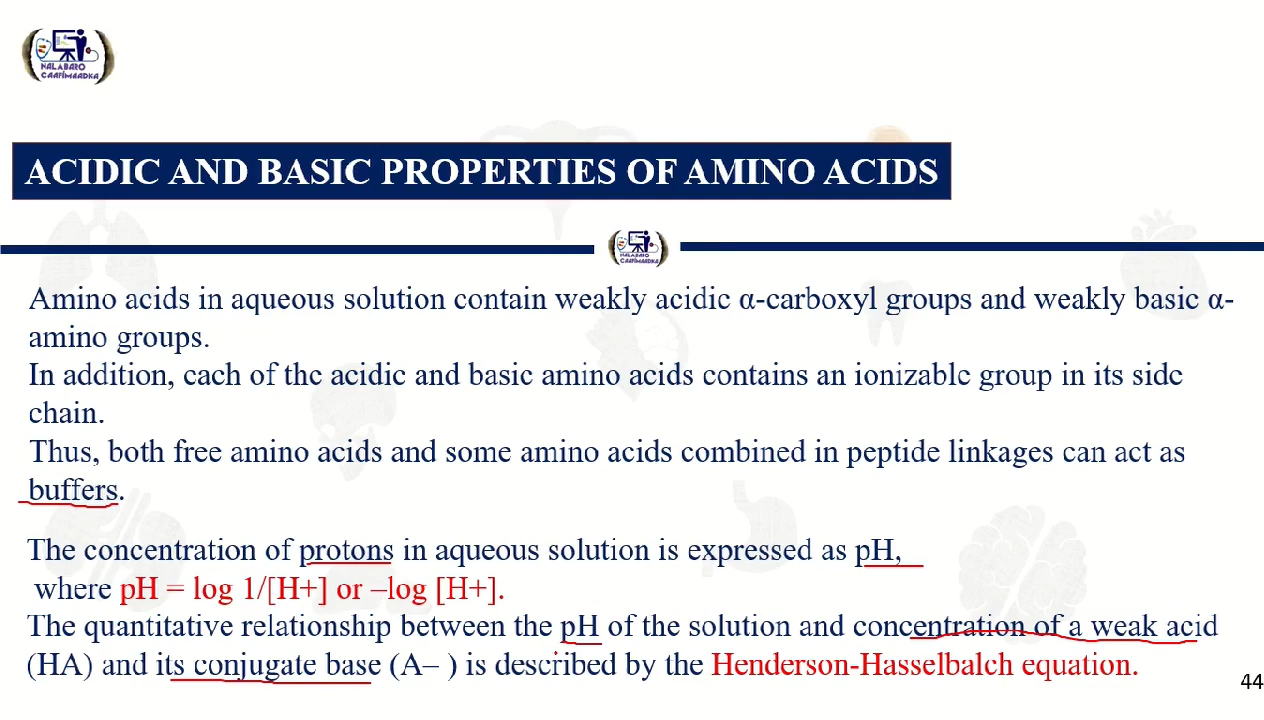 NALABARO
CAAFIMAADKA
ACIDIC AND BASIC PROPERTIES OF AMINO ACIDS
NALABARO
CAAFIMAADKA
Amino acids in aqueous solution contain weakly acidic α-carboxyl groups and weakly basic α-
amino groups.
In addition, each of the acidic and basic amino acids contains an ionizable group in its side
chain.
Thus, both free amino acids and some amino acids combined in peptide linkages can act as
buffers.
The concentration of protons in aqueous solution is expressed as pH,
where pH = log 1/[H+] or –log [H+].
The quantitative relationship between the pH of the solution and concentration of a weak acid
(HA) and its conjugate base (A– ) is described by the Henderson-Hasselbalch equation.
44